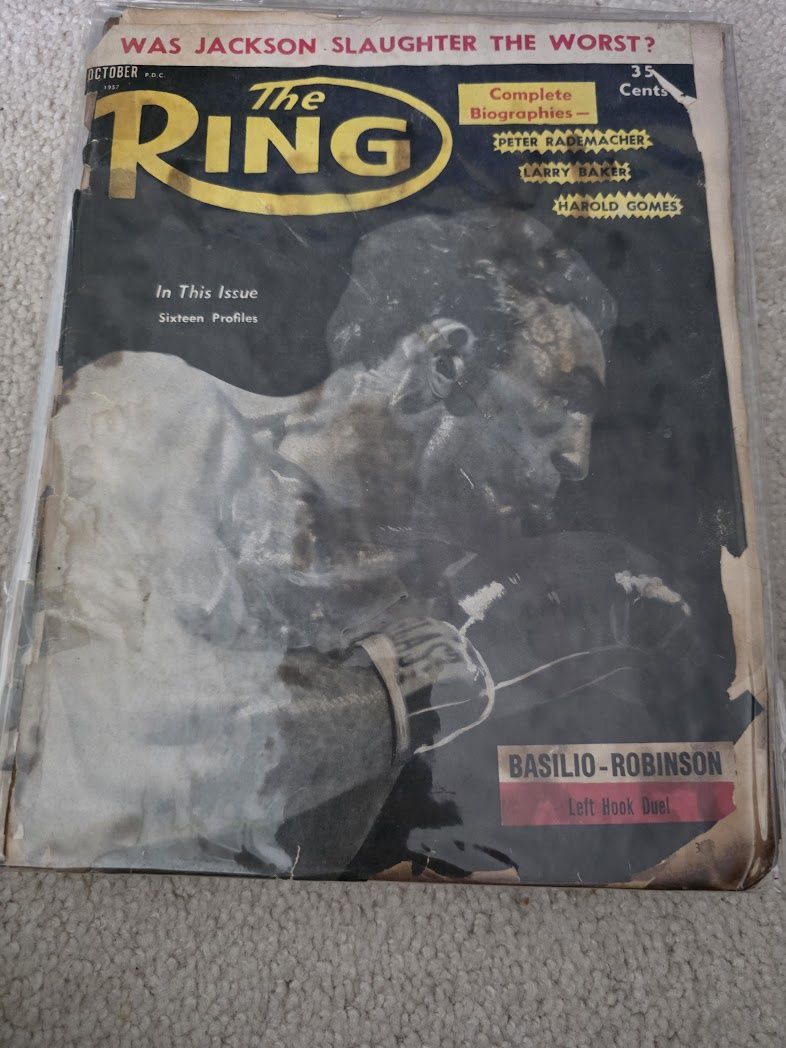 WAS JACKSON SLAUGHTER THE WORST?
OCTOBER P.D.C.
1957
35
Cents
The
RING
Complete
Biographies—
PETER RADEMACHER
LARRY BAKER
HAROLD GOMES
In This Issue
Sixteen Profiles
BASILIO-ROBINSON
Left Hook Duel